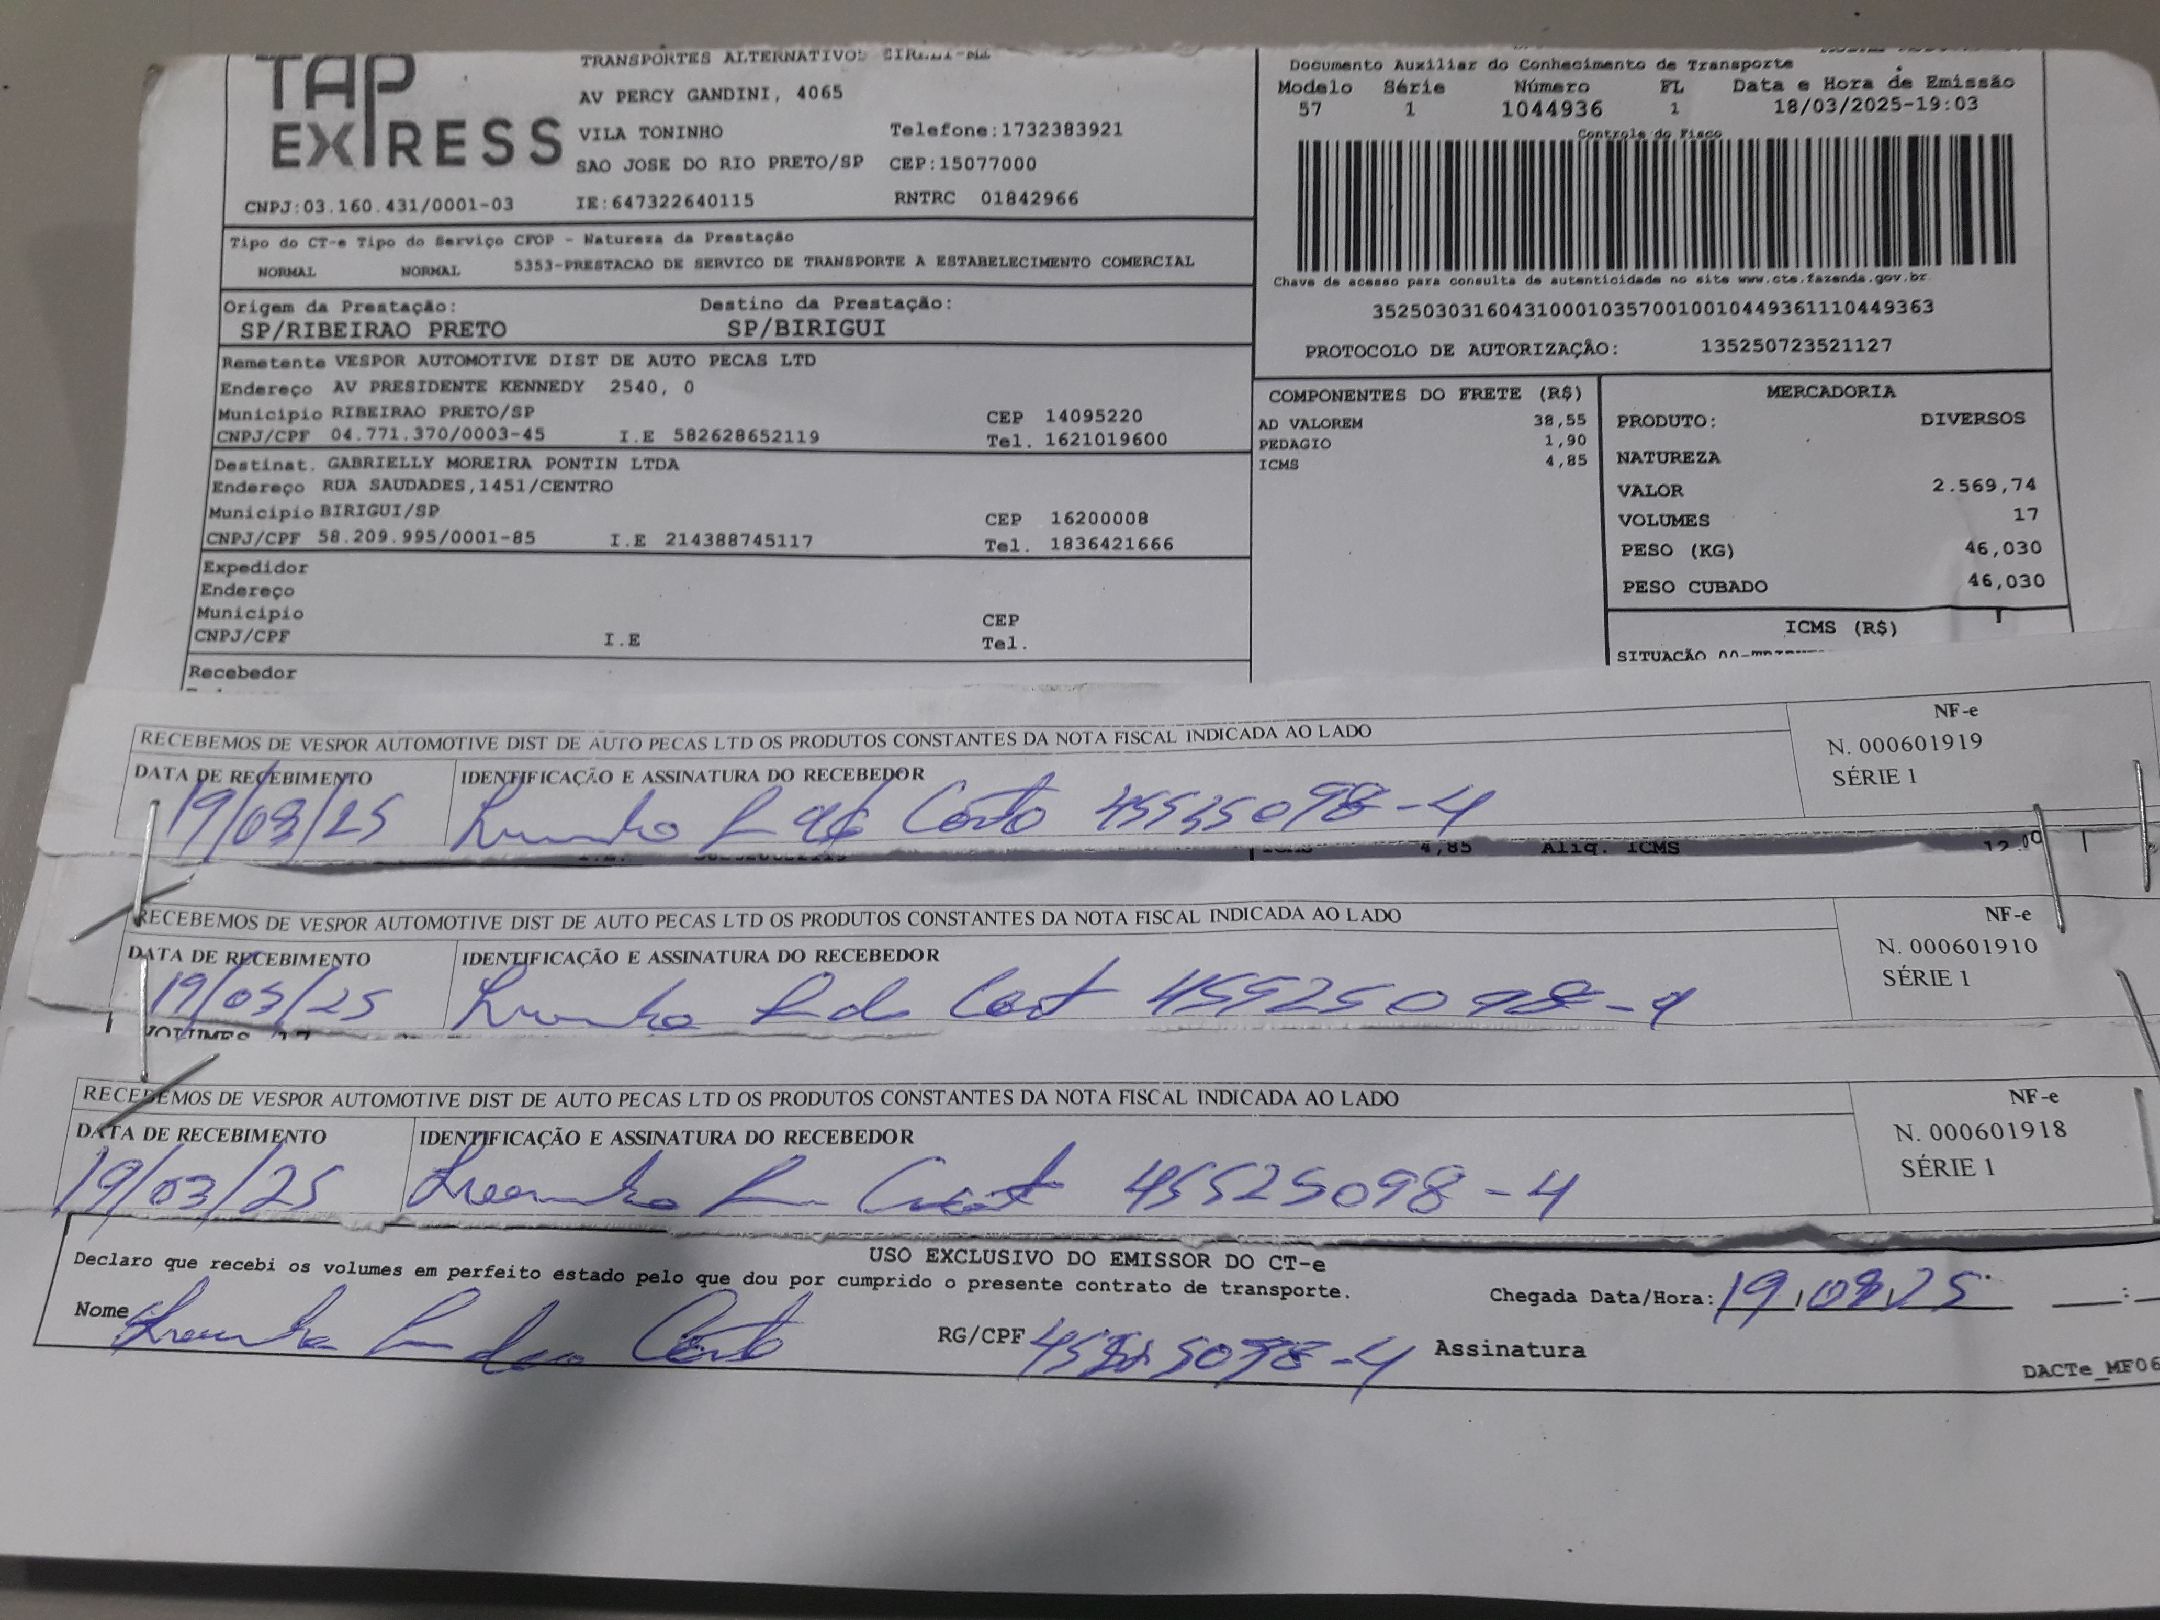 TAP EXPRESS
TRANSPORTES ALTERNATIVOS EIRELI-ME
AV PERCY GANDINI, 4065
VILA TONINHO Telefone:1732383921
SAO JOSE DO RIO PRETO/SP CEP:15077000
CNPJ:03.160.431/0001-03 IE:647322640115 RNTRC 01842966
Documento Auxiliar do Conhecimento de Transporte
Modelo Série Número FL Data e Hora de Emissão
57 1 1044936 1 18/03/2025-19:03
Controle do Fisco
Chave de acesso para consulta de autenticidade no site www.cte.fazenda.gov.br
35250303160431000103570010010449361110449363
PROTOCOLO DE AUTORIZAÇÃO: 135250723521127
Tipo do CT-e Tipo do Serviço CFOP - Natureza da Prestação
NORMAL NORMAL 5353-PRESTACAO DE SERVICO DE TRANSPORTE A ESTABELECIMENTO COMERCIAL
Origem da Prestação: Destino da Prestação:
SP/RIBEIRAO PRETO SP/BIRIGUI
Remetente VESPOR AUTOMOTIVE DIST DE AUTO PECAS LTD
Endereço AV PRESIDENTE KENNEDY 2540, 0
Municipio RIBEIRAO PRETO/SP CEP 14095220
CNPJ/CPF 04.771.370/0003-45 I.E 582628652119 Tel. 1621019600
Destinat. GABRIELLY MOREIRA PONTIN LTDA
Endereço RUA SAUDADES,1451/CENTRO
Municipio BIRIGUI/SP CEP 16200008
CNPJ/CPF 58.209.995/0001-85 I.E 214388745117 Tel. 1836421666
Expedidor
Endereço
Municipio CEP
CNPJ/CPF I.E Tel.
Recebedor
COMPONENTES DO FRETE (R$)
AD VALOREM 38,55
PEDAGIO 1,90
ICMS 4,85
MERCADORIA
PRODUTO: DIVERSOS
NATUREZA
VALOR 2.569,74
VOLUMES 17
PESO (KG) 46,030
PESO CUBADO 46,030
ICMS (R$)
SITUAÇÃO
RECEBEMOS DE VESPOR AUTOMOTIVE DIST DE AUTO PECAS LTD OS PRODUTOS CONSTANTES DA NOTA FISCAL INDICADA AO LADO
NF-e
N. 000601919
SÉRIE 1
DATA DE RECEBIMENTO IDENTIFICAÇÃO E ASSINATURA DO RECEBEDOR
19/03/25 Costa 45525098-4
4,85 Aliq. ICMS
RECEBEMOS DE VESPOR AUTOMOTIVE DIST DE AUTO PECAS LTD OS PRODUTOS CONSTANTES DA NOTA FISCAL INDICADA AO LADO
NF-e
N. 000601910
SÉRIE 1
DATA DE RECEBIMENTO IDENTIFICAÇÃO E ASSINATURA DO RECEBEDOR
19/03/25 45525098-4
VOLUMES 17
RECEBEMOS DE VESPOR AUTOMOTIVE DIST DE AUTO PECAS LTD OS PRODUTOS CONSTANTES DA NOTA FISCAL INDICADA AO LADO
NF-e
N. 000601918
SÉRIE 1
DATA DE RECEBIMENTO IDENTIFICAÇÃO E ASSINATURA DO RECEBEDOR
19/03/25 45525098-4
USO EXCLUSIVO DO EMISSOR DO CT-e
Declaro que recebi os volumes em perfeito estado pelo que dou por cumprido o presente contrato de transporte.
Chegada Data/Hora: 19/03/25 __:__
Nome RG/CPF 45525098-4 Assinatura
DACTe_MF06